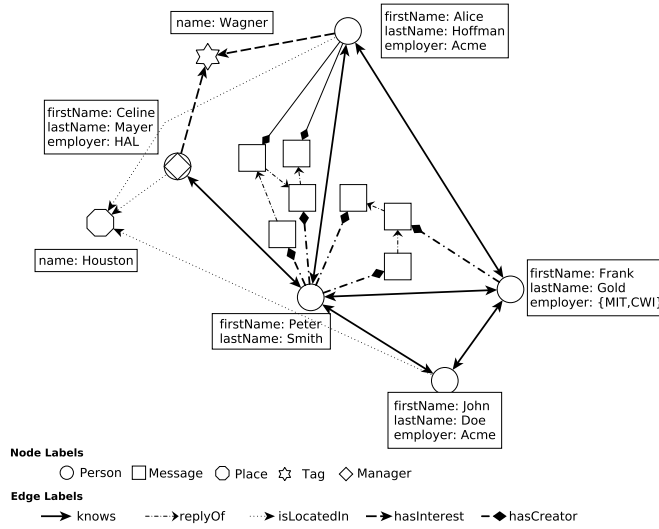 name: Wagner
firstName: Alice
lastName: Hoffman
employer: Acme
firstName: Celine
lastName: Mayer
employer: HAL
name: Houston
firstName: Frank
lastName: Gold
employer: {MIT,CWI}
firstName: Peter
lastName: Smith
firstName: John
lastName: Doe
employer: Acme
Node Labels
Person Message Place Tag Manager
Edge Labels
knows replyOf isLocatedIn hasInterest hasCreator